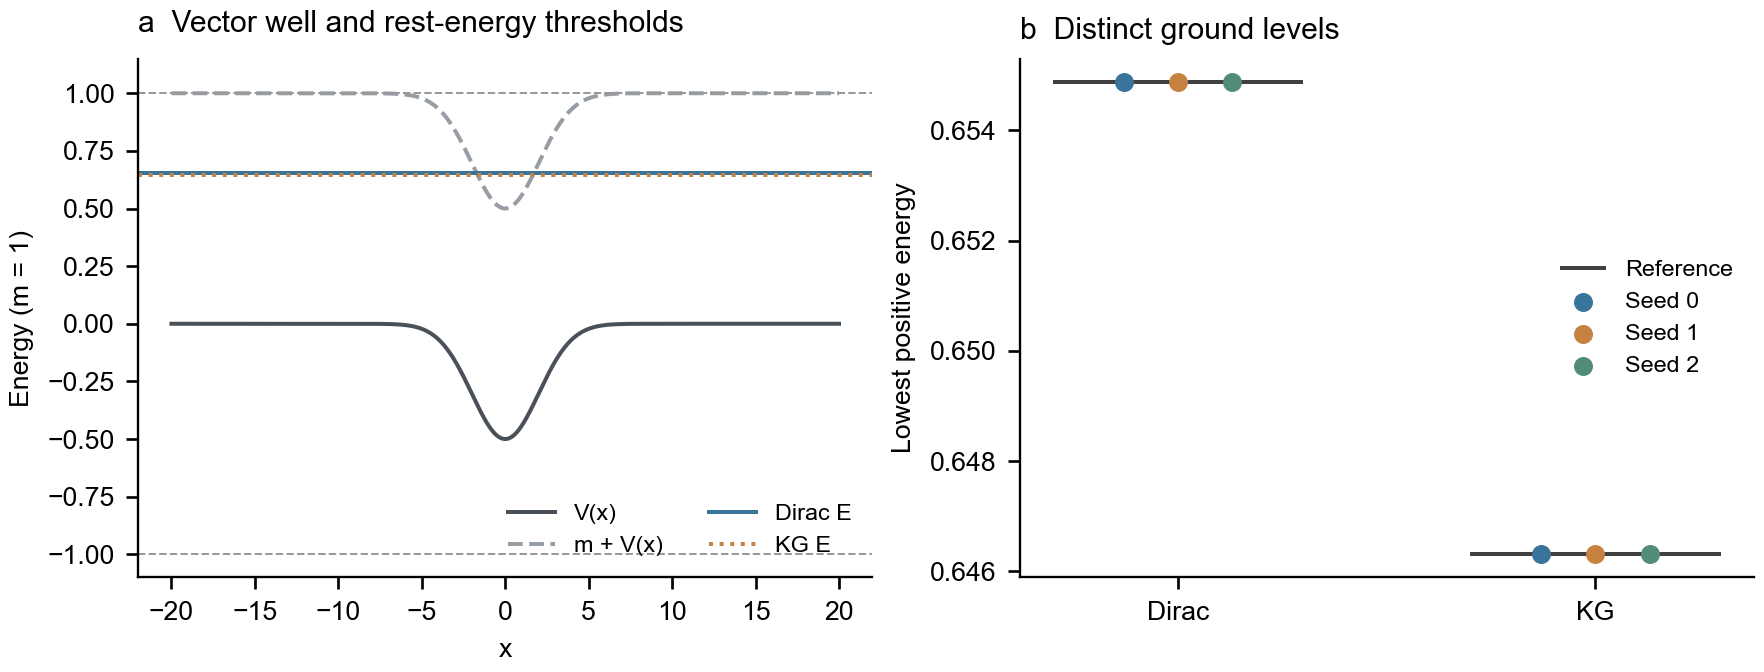 a Vector well and rest-energy thresholds
Energy (m = 1)
1.00
0.75
0.50
0.25
0.00
−0.25
−0.50
−0.75
−1.00
V(x)
m + V(x)
Dirac E
KG E
−20 −15 −10 −5 0 5 10 15 20
x
b Distinct ground levels
Lowest positive energy
0.654
0.652
0.650
0.648
0.646
Reference
Seed 0
Seed 1
Seed 2
Dirac KG